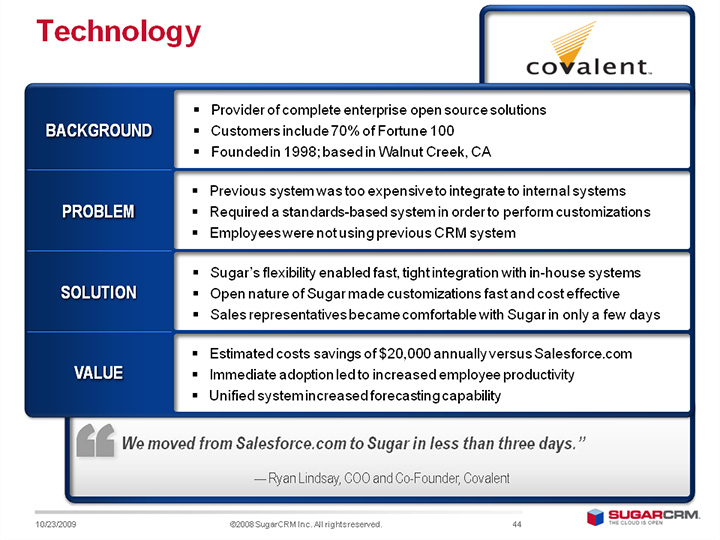 Technology
covalent™
BACKGROUND
▪ Provider of complete enterprise open source solutions
▪ Customers include 70% of Fortune 100
▪ Founded in 1998; based in Walnut Creek, CA
PROBLEM
▪ Previous system was too expensive to integrate to internal systems
▪ Required a standards-based system in order to perform customizations
▪ Employees were not using previous CRM system
SOLUTION
▪ Sugar’s flexibility enabled fast, tight integration with in-house systems
▪ Open nature of Sugar made customizations fast and cost effective
▪ Sales representatives became comfortable with Sugar in only a few days
VALUE
▪ Estimated costs savings of $20,000 annually versus Salesforce.com
▪ Immediate adoption led to increased employee productivity
▪ Unified system increased forecasting capability
“ We moved from Salesforce.com to Sugar in less than three days.”
— Ryan Lindsay, COO and Co-Founder, Covalent
10/23/2009
©2008 SugarCRM Inc. All rights reserved.
44
SUGARCRM.
THE CLOUD IS OPEN